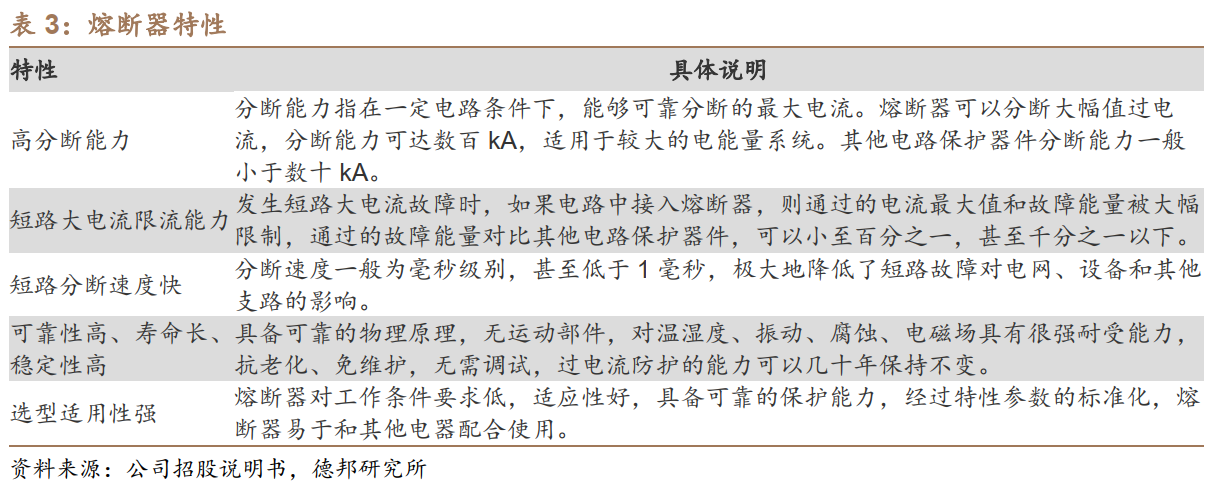 表 3：熔断器特性
特性 具体说明
高分断能力
分断能力指在一定电路条件下，能够可靠分断的最大电流。熔断器可以分断大幅值过电
流，分断能力可达数百 kA，适用于较大的电能量系统。其他电路保护器件分断能力一般
小于数十 kA。
短路大电流限流能力
发生短路大电流故障时，如果电路中接入熔断器，则通过的电流最大值和故障能量被大幅
限制，通过的故障能量对比其他电路保护器件，可以小至百分之一，甚至千分之一以下。
短路分断速度快
分断速度一般为毫秒级别，甚至低于 1 毫秒，极大地降低了短路故障对电网、设备和其他
支路的影响。
可靠性高、寿命长、
稳定性高
具备可靠的物理原理，无运动部件，对温湿度、振动、腐蚀、电磁场具有很强耐受能力，
抗老化、免维护，无需调试，过电流防护的能力可以几十年保持不变。
选型适用性强
熔断器对工作条件要求低，适应性好，具备可靠的保护能力，经过特性参数的标准化，熔
断器易于和其他电器配合使用。
资料来源：公司招股说明书，德邦研究所